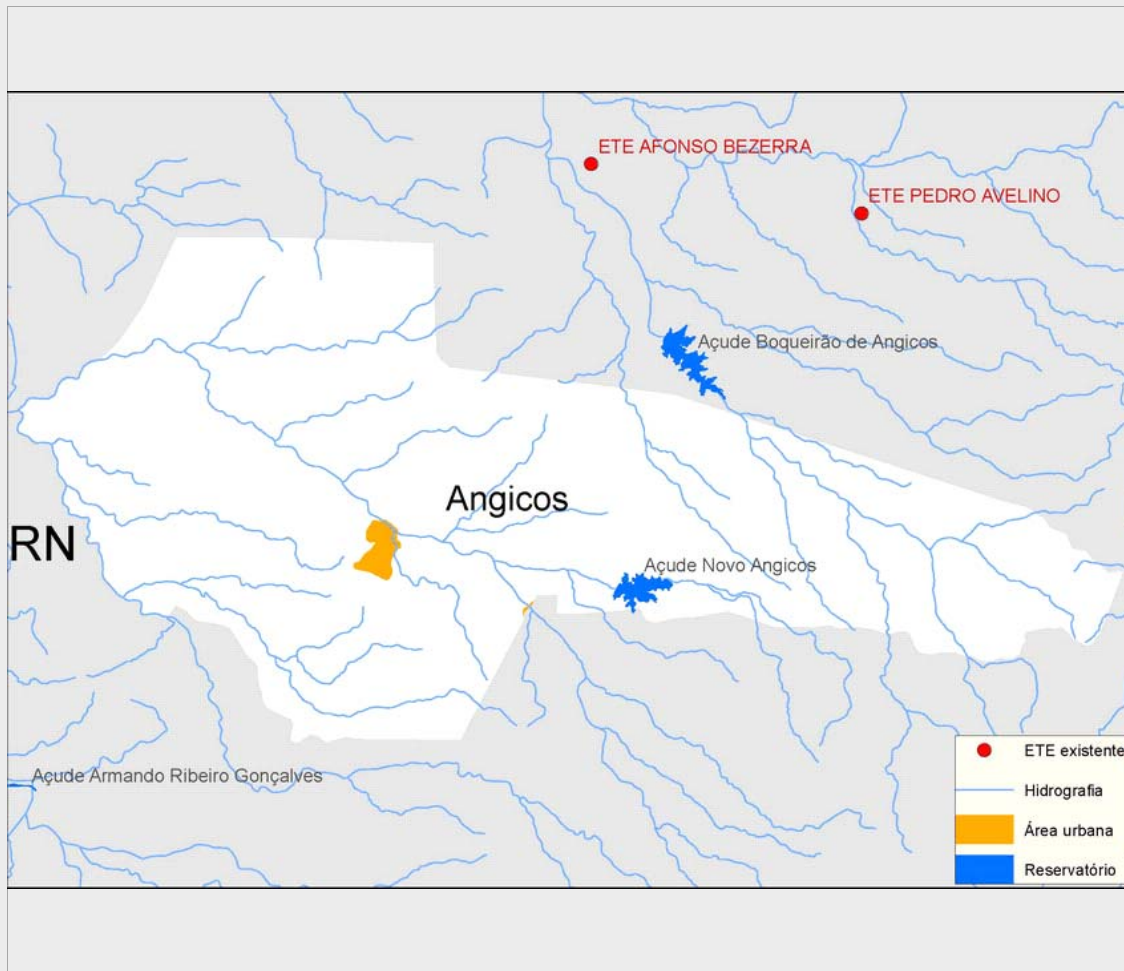 ETE AFONSO BEZERRA
ETE PEDRO AVELINO
Açude Boqueirão de Angicos
Angicos
RN
Açude Novo Angicos
Açude Armando Ribeiro Gonçalves
ETE existente
Hidrografia
Área urbana
Reservatório